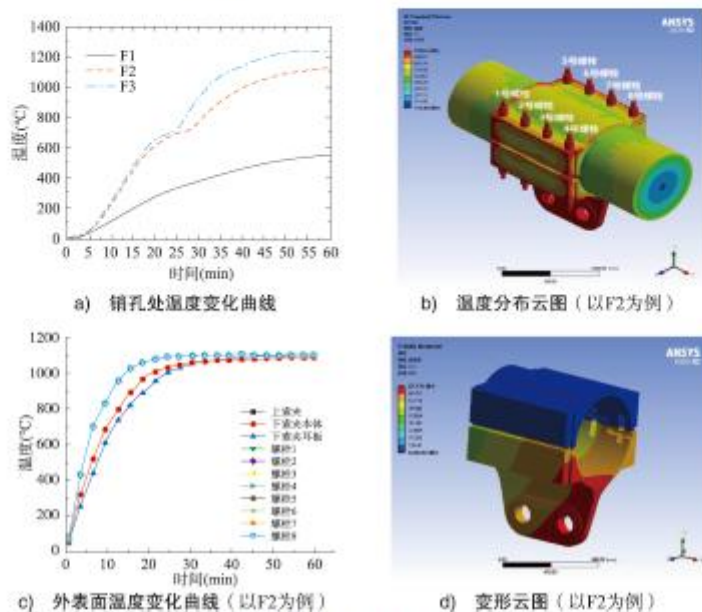 1400
1200
1000
800
600
400
200
0
温度(℃)
F1
F2
F3
0 5 10 15 20 25 30 35 40 45 50 55 60
时间(min)
a) 销孔处温度变化曲线
ANSYS
1号螺栓
2号螺栓
3号螺栓
4号螺栓
5号螺栓
6号螺栓
7号螺栓
8号螺栓
b) 温度分布云图（以F2为例）
1200
1000
800
600
400
200
0
温度(℃)
上索夹
下索夹本体
下索夹耳板
螺栓1
螺栓2
螺栓3
螺栓4
螺栓5
螺栓6
螺栓7
螺栓8
0 10 20 30 40 50 60
时间(min)
c) 外表面温度变化曲线（以F2为例）
ANSYS
d) 变形云图（以F2为例）